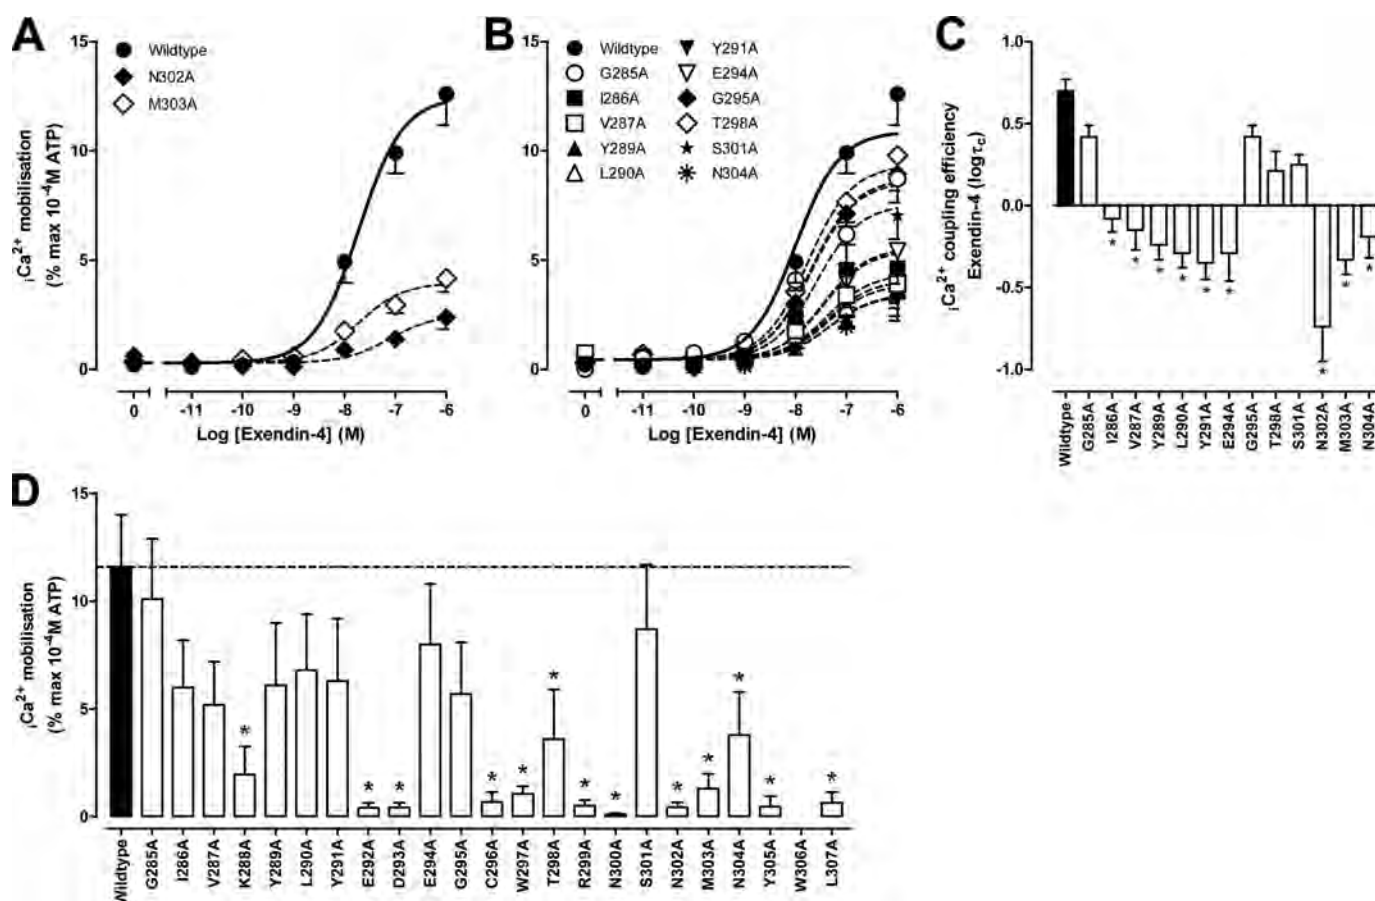 A
15
10
5
0
¡Ca2+ mobilisation
(% max 10-4M ATP)
Wildtype
N302A
M303A
0 -11 -10 -9 -8 -7 -6
Log [Exendin-4] (M)
B
15
10
5
0
Wildtype
G285A
I286A
V287A
Y289A
L290A
Y291A
E294A
G295A
T298A
S301A
N304A
0 -11 -10 -9 -8 -7 -6
Log [Exendin-4] (M)
C
1.0
0.5
0.0
-0.5
-1.0
¡Ca2+ coupling efficiency
Exendin-4 (logτc)
* * * * * * * * *
Wildtype
G285A
I286A
V287A
Y289A
L290A
Y291A
E294A
G295A
T298A
S301A
N302A
M303A
N304A
D
15
10
5
0
¡Ca2+ mobilisation
(% max 10-4M ATP)
* * * * * * * * * * * * *
Wildtype
G285A
I286A
V287A
K288A
Y289A
L290A
Y291A
E292A
D293A
E294A
G295A
C296A
W297A
T298A
R299A
N300A
S301A
N302A
M303A
N304A
Y305A
W306A
L307A